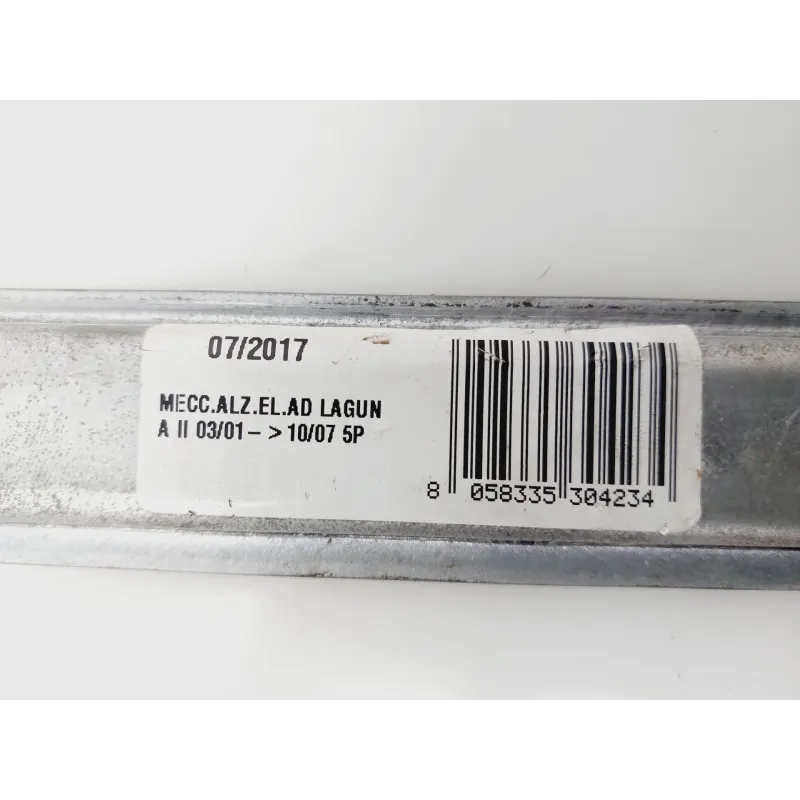 07/2017
MECC.ALZ.EL.AD LAGUN
A II 03/01 - > 10/07 5P
8 058335 304234